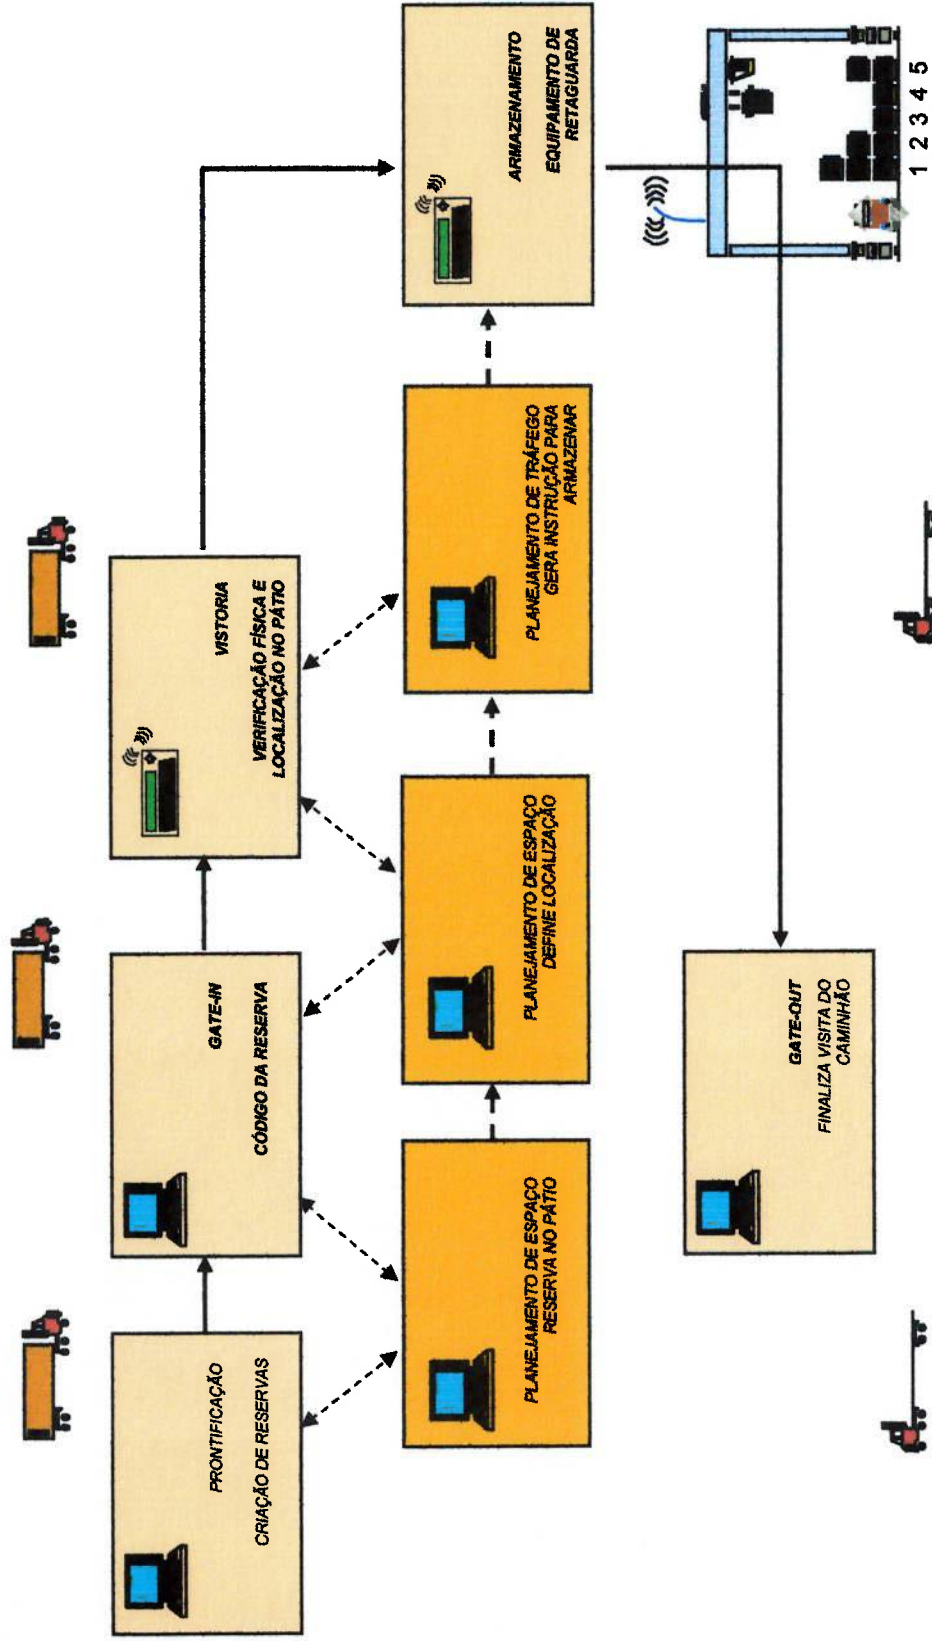 PRONTIFICAÇÃO
CRIAÇÃO DE RESERVAS
GATE-IN
CÓDIGO DA RESERVA
VISTORIA
VERIFICAÇÃO FÍSICA E
LOCALIZAÇÃO NO PÁTIO
PLANEJAMENTO DE ESPAÇO
RESERVA NO PÁTIO
PLANEJAMENTO DE ESPAÇO
DEFINE LOCALIZAÇÃO
PLANEJAMENTO DE TRÁFEGO
GERA INSTRUÇÃO PARA
ARMAZENAR
ARMAZENAMENTO
EQUIPAMENTO DE
RETAGUARDA
GATE-OUT
FINALIZA VISITA DO
CAMINHÃO
1 2 3 4 5